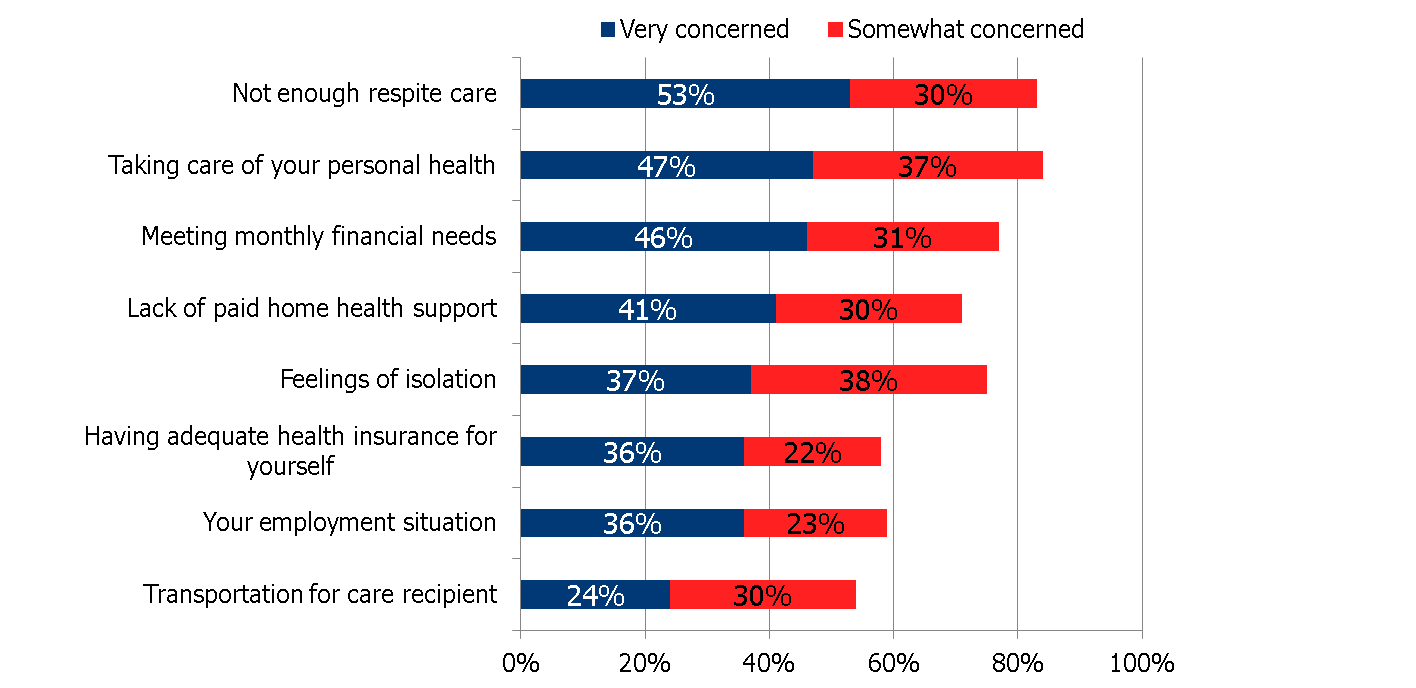 Very concerned Somewhat concerned
Not enough respite care 53% 30%
Taking care of your personal health 47% 37%
Meeting monthly financial needs 46% 31%
Lack of paid home health support 41% 30%
Feelings of isolation 37% 38%
Having adequate health insurance for
yourself 36% 22%
Your employment situation 36% 23%
Transportation for care recipient 24% 30%
0% 20% 40% 60% 80% 100%